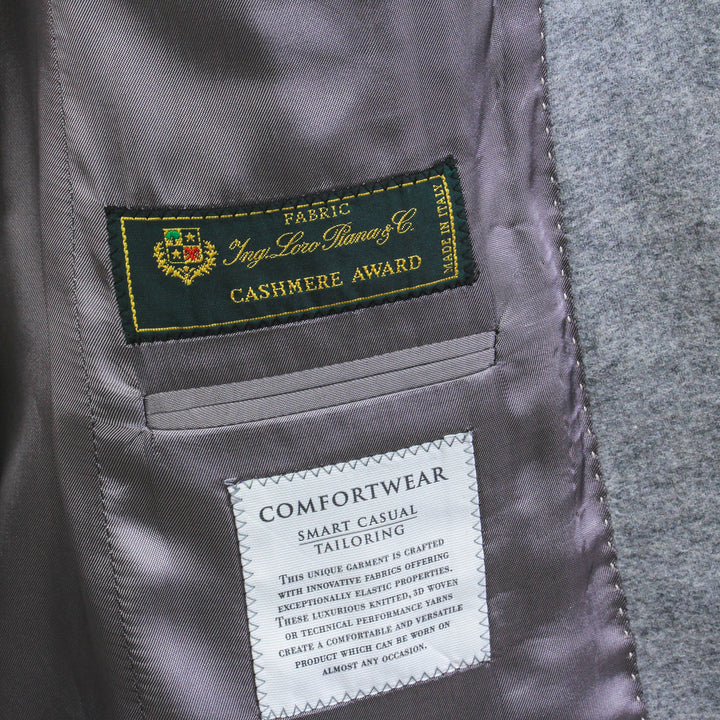 FABRIC
Ing. Loro Piana & C.
CASHMERE AWARD
MADE IN ITALY
COMFORTWEAR
SMART CASUAL
TAILORING
THIS UNIQUE GARMENT IS CRAFTED
WITH INNOVATIVE FABRICS OFFERING
EXCEPTIONALLY ELASTIC PROPERTIES.
THESE LUXURIOUS KNITTED, 3D WOVEN
OR TECHNICAL PERFORMANCE YARNS
CREATE A COMFORTABLE AND VERSATILE
PRODUCT WHICH CAN BE WORN ON
ALMOST ANY OCCASION.